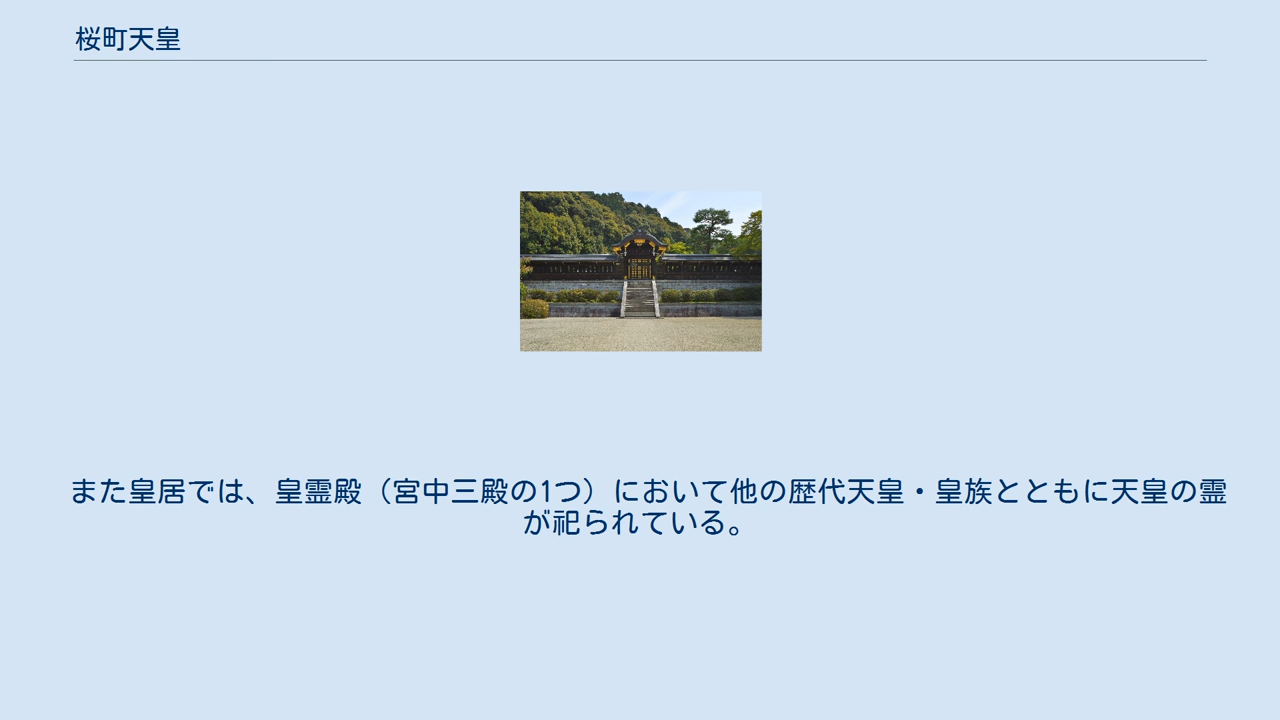 桜町天皇
また皇居では、皇霊殿（宮中三殿の1つ）において他の歴代天皇・皇族とともに天皇の霊
が祀られている。